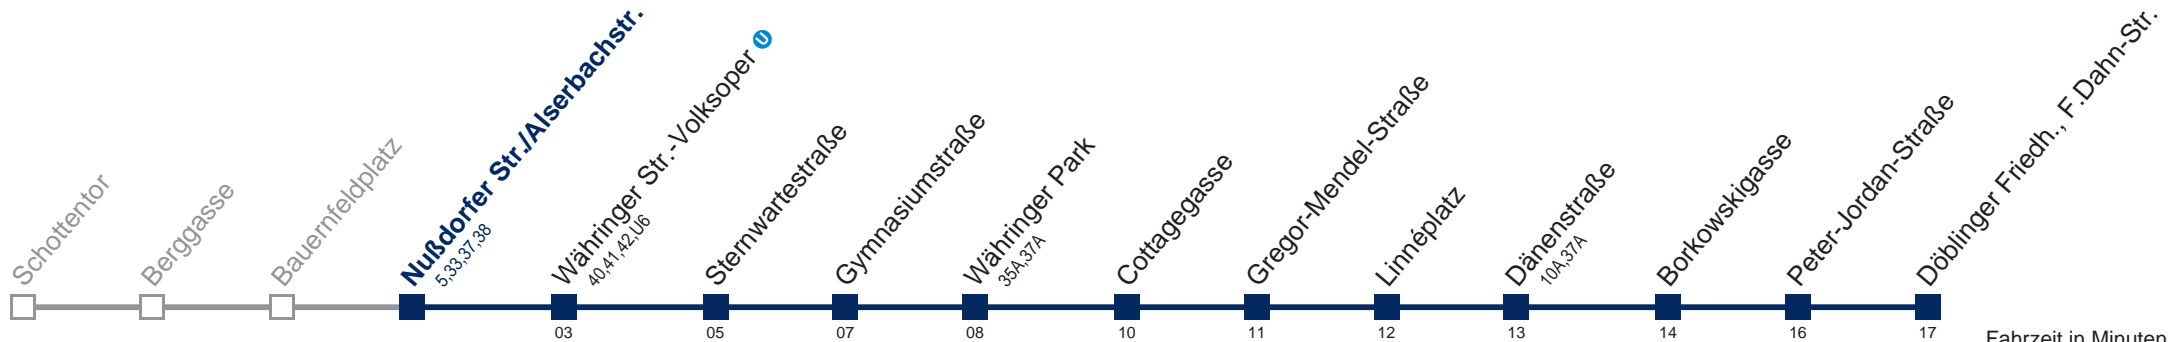 Schottentor
Berggasse
Bauernfeldplatz
Nußdorfer Str./Alserbachstr.
5,33,37,38
Währinger Str.-Volksoper U
40,41,42,U6
Sternwartestraße
Gymnasiumstraße
Währinger Park
35A,37A
Cottagegasse
Gregor-Mendel-Straße
Linnéplatz
Dänenstraße
10A,37A
Borkowskigasse
Peter-Jordan-Straße
Döblinger Friedh., F.Dahn-Str.
03 05 07 08 10 11 12 13 14 16 17
Fahrzeit in Minuten